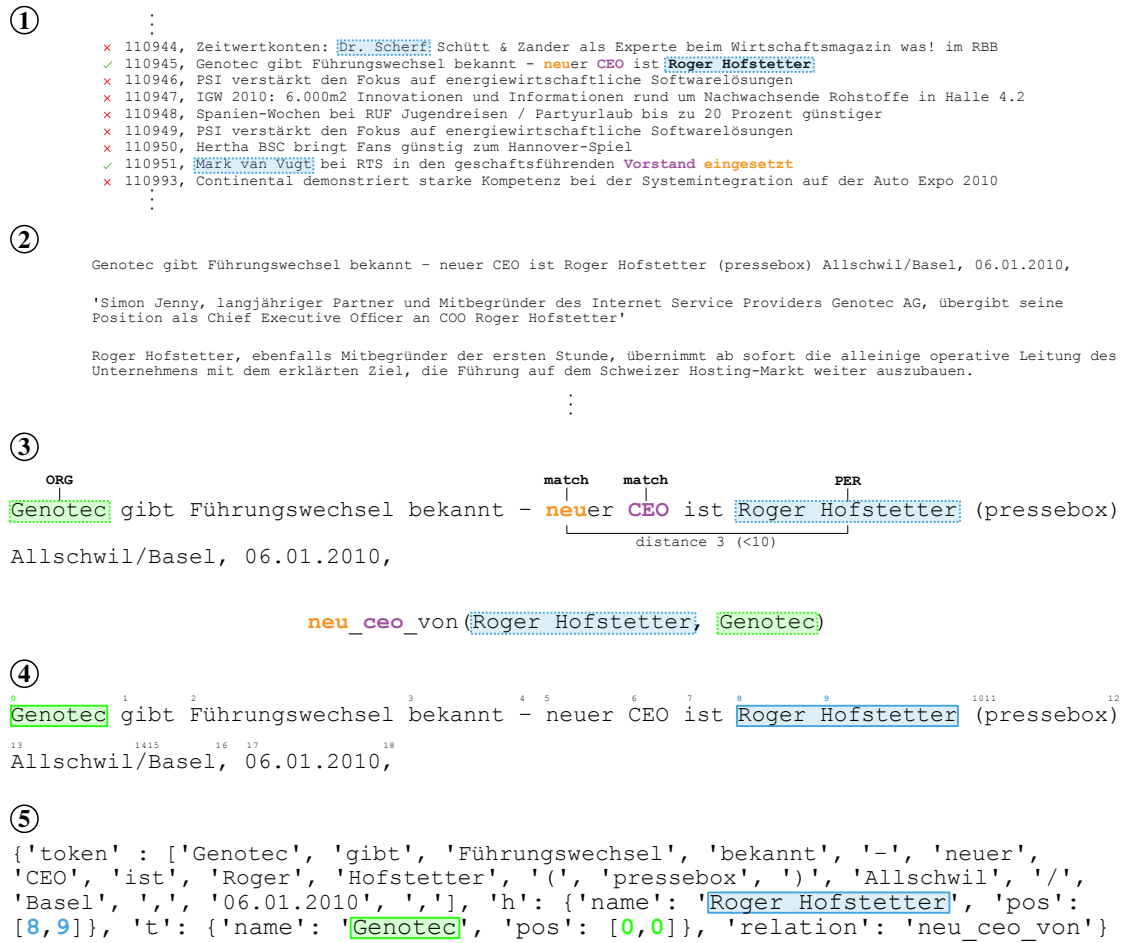 ①
⋮
× 110944, Zeitwertkonten: Dr. Scherf Schütt & Zander als Experte beim Wirtschaftsmagazin was! im RBB
✓ 110945, Genotec gibt Führungswechsel bekannt - neuer CEO ist Roger Hofstetter
× 110946, PSI verstärkt den Fokus auf energiewirtschaftliche Softwarelösungen
× 110947, IGW 2010: 6.000m2 Innovationen und Informationen rund um Nachwachsende Rohstoffe in Halle 4.2
× 110948, Spanien-Wochen bei RUF Jugendreisen / Partyurlaub bis zu 20 Prozent günstiger
× 110949, PSI verstärkt den Fokus auf energiewirtschaftliche Softwarelösungen
× 110950, Hertha BSC bringt Fans günstig zum Hannover-Spiel
✓ 110951, Mark van Vugt bei RTS in den geschaftsführenden Vorstand eingesetzt
× 110993, Continental demonstriert starke Kompetenz bei der Systemintegration auf der Auto Expo 2010
⋮
②
Genotec gibt Führungswechsel bekannt – neuer CEO ist Roger Hofstetter (pressebox) Allschwil/Basel, 06.01.2010,
'Simon Jenny, langjähriger Partner und Mitbegründer des Internet Service Providers Genotec AG, übergibt seine
Position als Chief Executive Officer an COO Roger Hofstetter'
Roger Hofstetter, ebenfalls Mitbegründer der ersten Stunde, übernimmt ab sofort die alleinige operative Leitung des
Unternehmens mit dem erklärten Ziel, die Führung auf dem Schweizer Hosting-Markt weiter auszubauen.
⋮
③
ORG match match PER
Genotec gibt Führungswechsel bekannt – neuer CEO ist Roger Hofstetter (pressebox)
distance 3 (<10)
Allschwil/Basel, 06.01.2010,
neu_ceo_von(Roger Hofstetter, Genotec)
④
0 1 2 3 4 5 6 7 8 9 10 11 12
Genotec gibt Führungswechsel bekannt – neuer CEO ist Roger Hofstetter (pressebox)
13 14 15 16 17 18
Allschwil/Basel, 06.01.2010,
⑤
{'token' : ['Genotec', 'gibt', 'Führungswechsel', 'bekannt', '–', 'neuer',
'CEO', 'ist', 'Roger', 'Hofstetter', '(', 'pressebox', ')', 'Allschwil', '/',
'Basel', ',', '06.01.2010', ','], 'h': {'name': 'Roger Hofstetter', 'pos':
[8,9]}, 't': {'name': 'Genotec', 'pos': [0,0]}, 'relation': 'neu_ceo_von'}